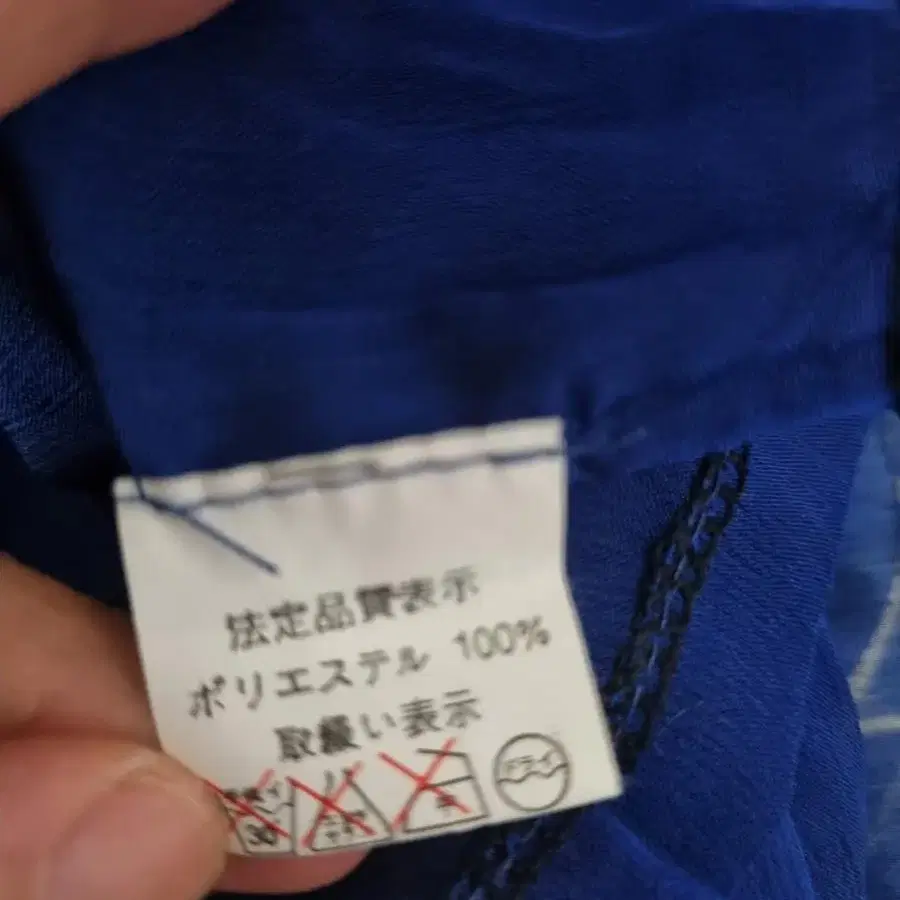 法定品質表示
ポリエステル 100%
取扱い表示
30 ドライ